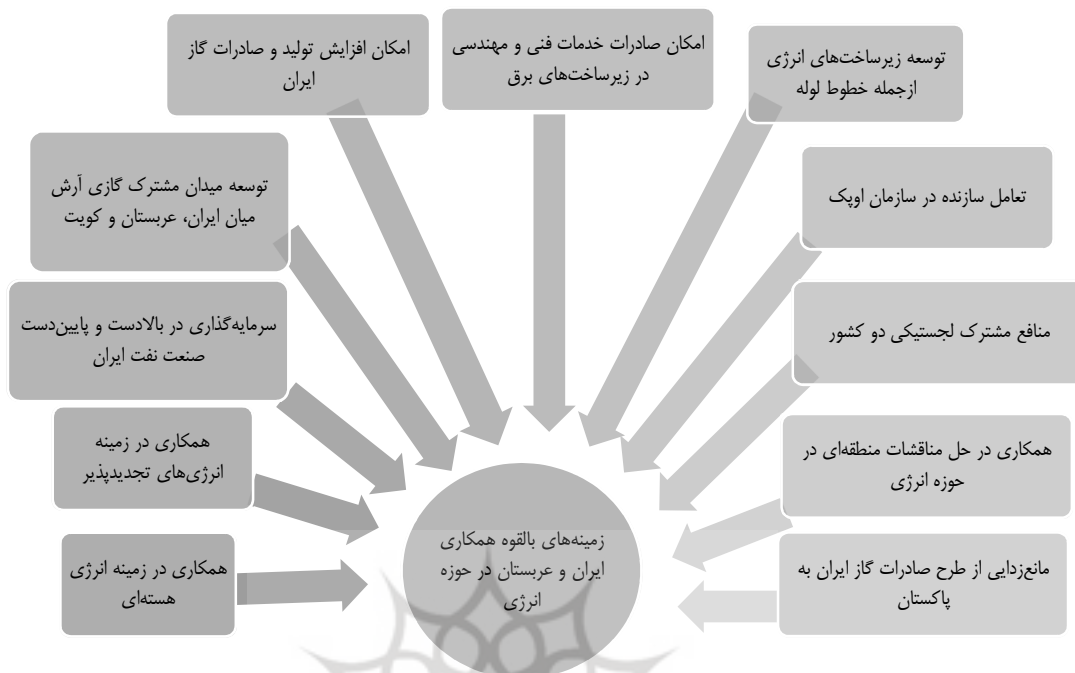 امکان صادرات خدمات فنی و مهندسی
در زیرساخت‌های برق
توسعه زیرساخت‌های انرژی
ازجمله خطوط لوله
تعامل سازنده در سازمان اوپک
منافع مشترک لجستیکی دو کشور
همکاری در حل مناقشات منطقه‌ای در
حوزه انرژی
مانع‌زدایی از طرح صادرات گاز ایران به
پاکستان
امکان افزایش تولید و صادرات گاز
ایران
توسعه میدان مشترک گازی آرش
میان ایران، عربستان و کویت
سرمایه‌گذاری در بالادست و پایین‌دست
صنعت نفت ایران
همکاری در زمینه
انرژی‌های تجدیدپذیر
همکاری در زمینه انرژی
هسته‌ای
زمینه‌های بالقوه همکاری
ایران و عربستان در حوزه
انرژی